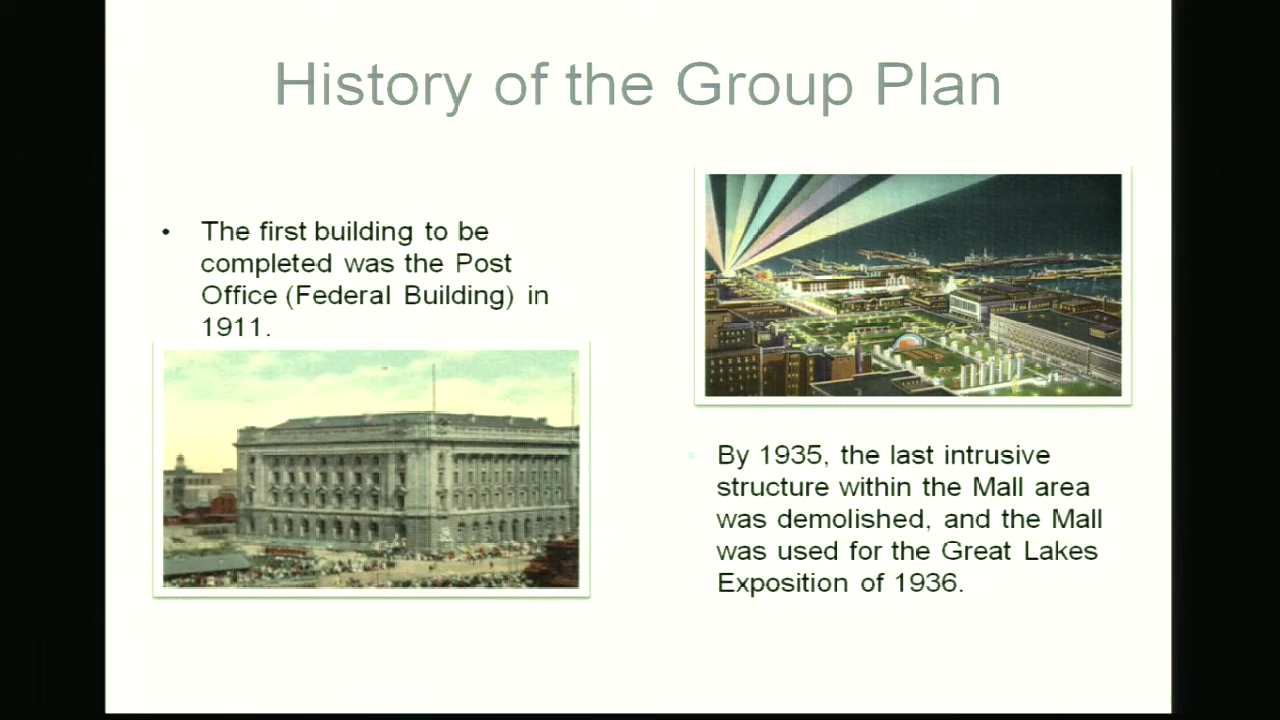 History of the Group Plan
• The first building to be
completed was the Post
Office (Federal Building) in
1911.
By 1935, the last intrusive
structure within the Mall area
was demolished, and the Mall
was used for the Great Lakes
Exposition of 1936.